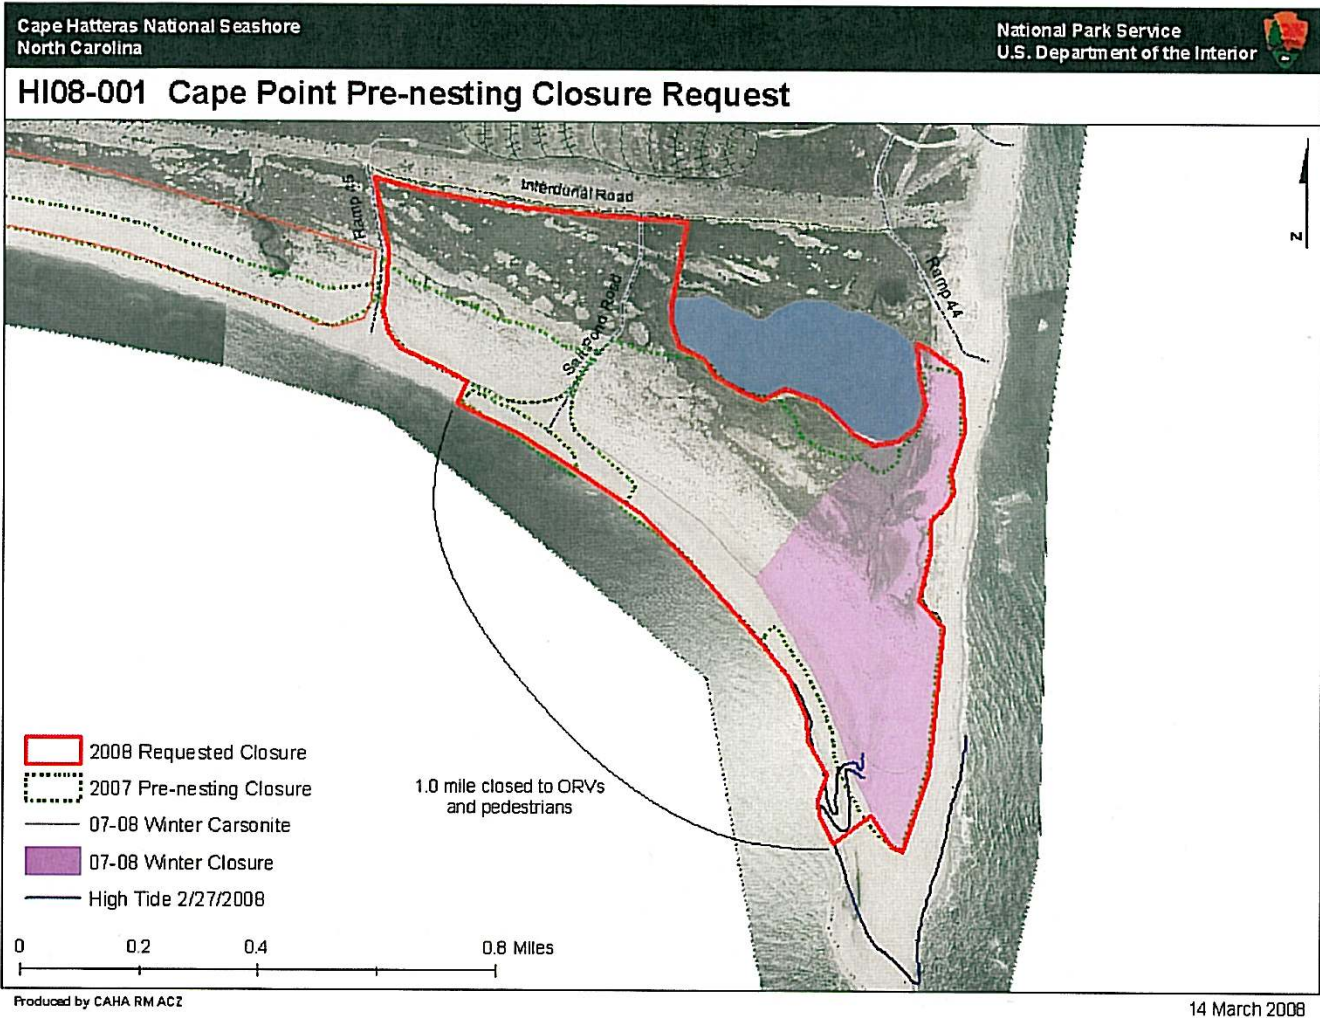 Cape Hatteras National Seashore
North Carolina
National Park Service
U.S. Department of the Interior
HI08-001 Cape Point Pre-nesting Closure Request
Interdunal Road
Ramp 45
Salt Pond Road
Ramp 44
N
2008 Requested Closure
2007 Pre-nesting Closure
07-08 Winter Carsonite
07-08 Winter Closure
High Tide 2/27/2008
1.0 mile closed to ORVs
and pedestrians
0 0.2 0.4 0.8 Miles
Produced by CAHA RM ACZ
14 March 2008